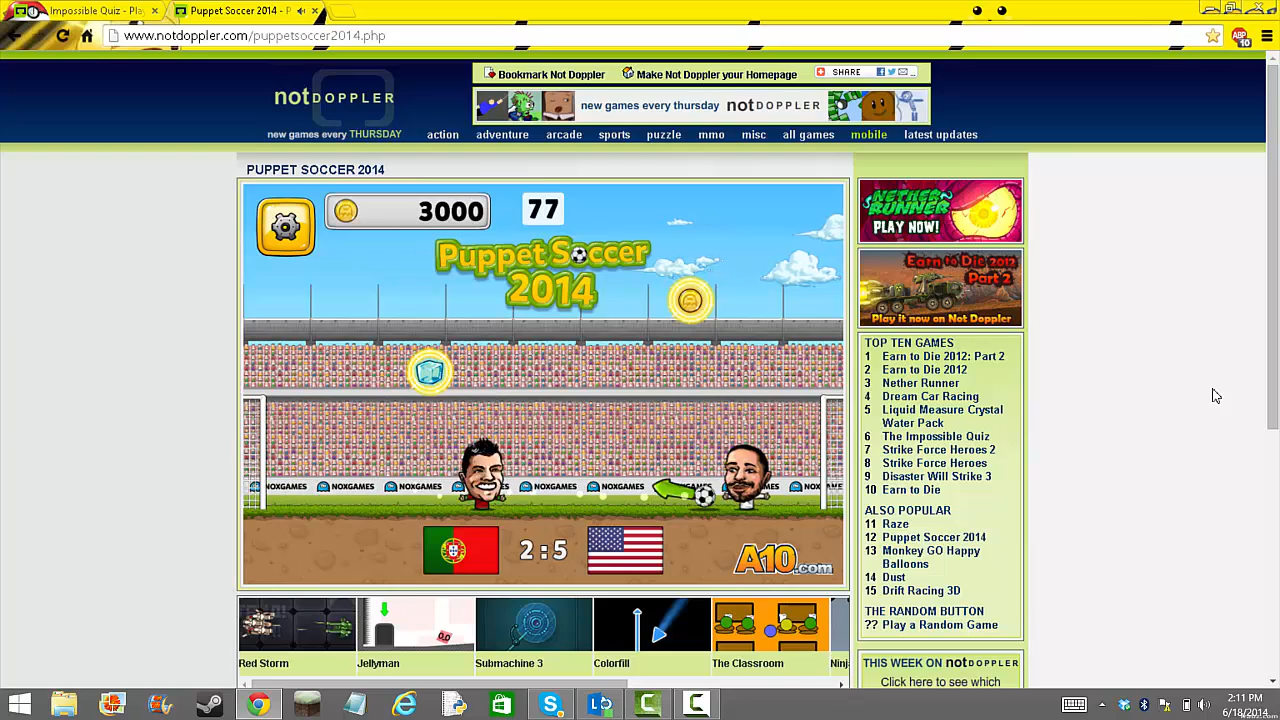 Impossible Quiz - Pla
Puppet Soccer 2014 - P
www.notdoppler.com/puppetsoccer2014.php
ABP
10
Bookmark Not Doppler
Make Not Doppler your Homepage
SHARE
notDOPPLER
new games every THURSDAY
new games every thursday notDOPPLER
action adventure arcade sports puzzle mmo misc all games mobile latest updates
PUPPET SOCCER 2014
3000
77
Puppet Soccer
2014
NOXGAMES NOXGAMES NOXGAMES NOXGAMES
2:5
A10.com
NETHER
RUNNER
PLAY NOW!
Earn to Die 2012
Part 2
Play it now on Not Doppler
TOP TEN GAMES
1 Earn to Die 2012: Part 2
2 Earn to Die 2012
3 Nether Runner
4 Dream Car Racing
5 Liquid Measure Crystal
Water Pack
6 The Impossible Quiz
7 Strike Force Heroes 2
8 Strike Force Heroes
9 Disaster Will Strike 3
10 Earn to Die
ALSO POPULAR
11 Raze
12 Puppet Soccer 2014
13 Monkey GO Happy
Balloons
14 Dust
15 Drift Racing 3D
THE RANDOM BUTTON
?? Play a Random Game
THIS WEEK ON notDOPPLER
Click here to see which
Red Storm
Jellyman
Submachine 3
Colorfill
The Classroom
Ninj
2:11 PM
6/18/2014